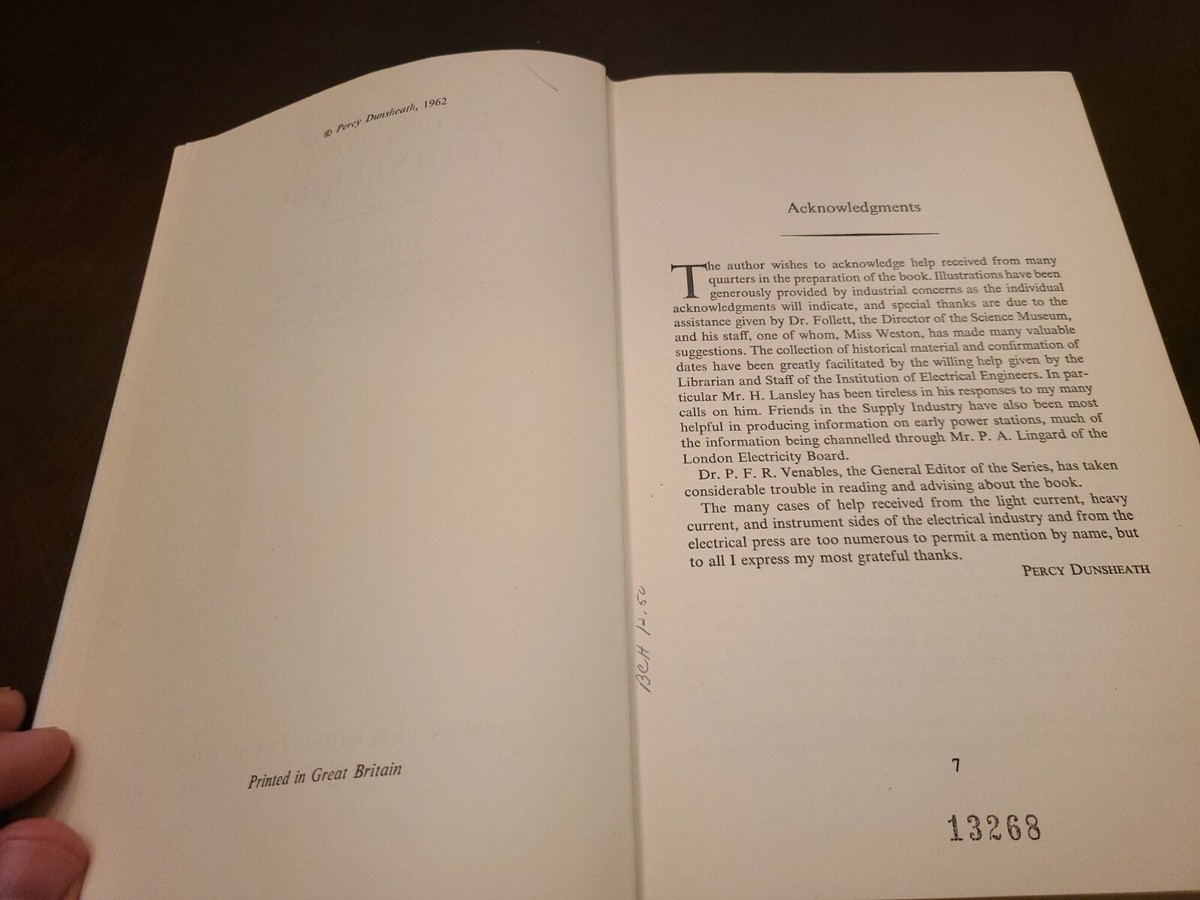 © Percy Dunsheath, 1962
Printed in Great Britain
Acknowledgments
The author wishes to acknowledge help received from many
quarters in the preparation of the book. Illustrations have been
generously provided by industrial concerns as the individual
acknowledgments will indicate, and special thanks are due to the
assistance given by Dr. Follett, the Director of the Science Museum,
and his staff, one of whom, Miss Weston, has made many valuable
suggestions. The collection of historical material and confirmation of
dates have been greatly facilitated by the willing help given by the
Librarian and Staff of the Institution of Electrical Engineers. In par-
ticular Mr. H. Lansley has been tireless in his responses to my many
calls on him. Friends in the Supply Industry have also been most
helpful in producing information on early power stations, much of
the information being channelled through Mr. P. A. Lingard of the
London Electricity Board.
Dr. P. F. R. Venables, the General Editor of the Series, has taken
considerable trouble in reading and advising about the book.
The many cases of help received from the light current, heavy
current, and instrument sides of the electrical industry and from the
electrical press are too numerous to permit a mention by name, but
to all I express my most grateful thanks.
PERCY DUNSHEATH
BCH 12.50
7
13268